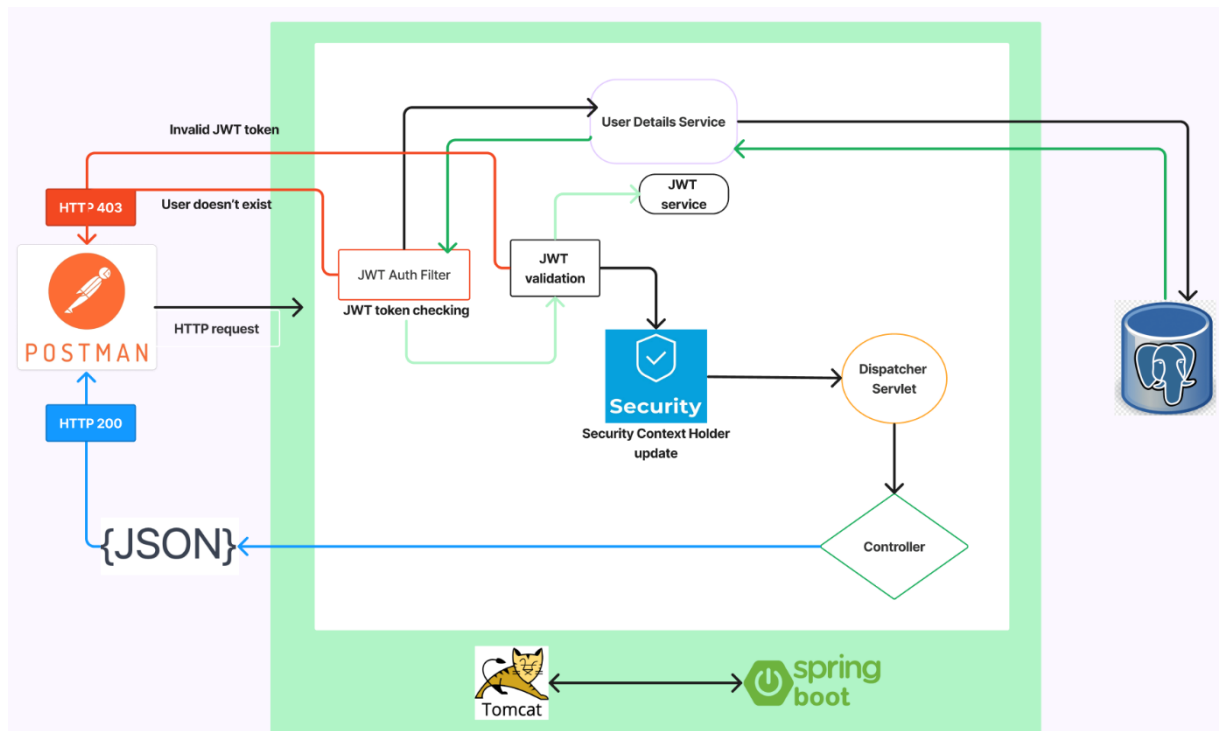 Invalid JWT token
User Details Service
JWT
service
HTTP 403
User doesn't exist
JWT Auth Filter
JWT
validation
JWT token checking
HTTP request
POSTMAN
Dispatcher
Servlet
Security
Security Context Holder
update
HTTP 200
{JSON}
Controller
Tomcat
spring
boot